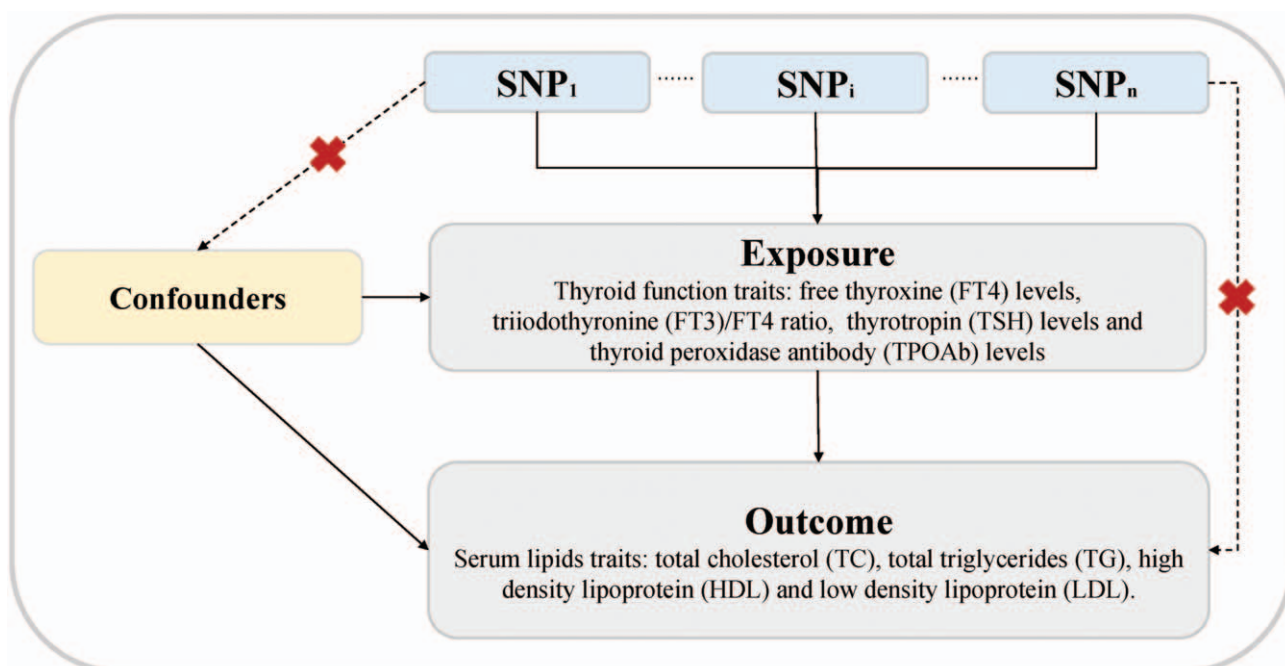 SNP1 ...... SNPi ...... SNPn
Exposure
Confounders
Thyroid function traits: free thyroxine (FT4) levels,
triiodothyronine (FT3)/FT4 ratio, thyrotropin (TSH) levels and
thyroid peroxidase antibody (TPOAb) levels
Outcome
Serum lipids traits: total cholesterol (TC), total triglycerides (TG), high
density lipoprotein (HDL) and low density lipoprotein (LDL).